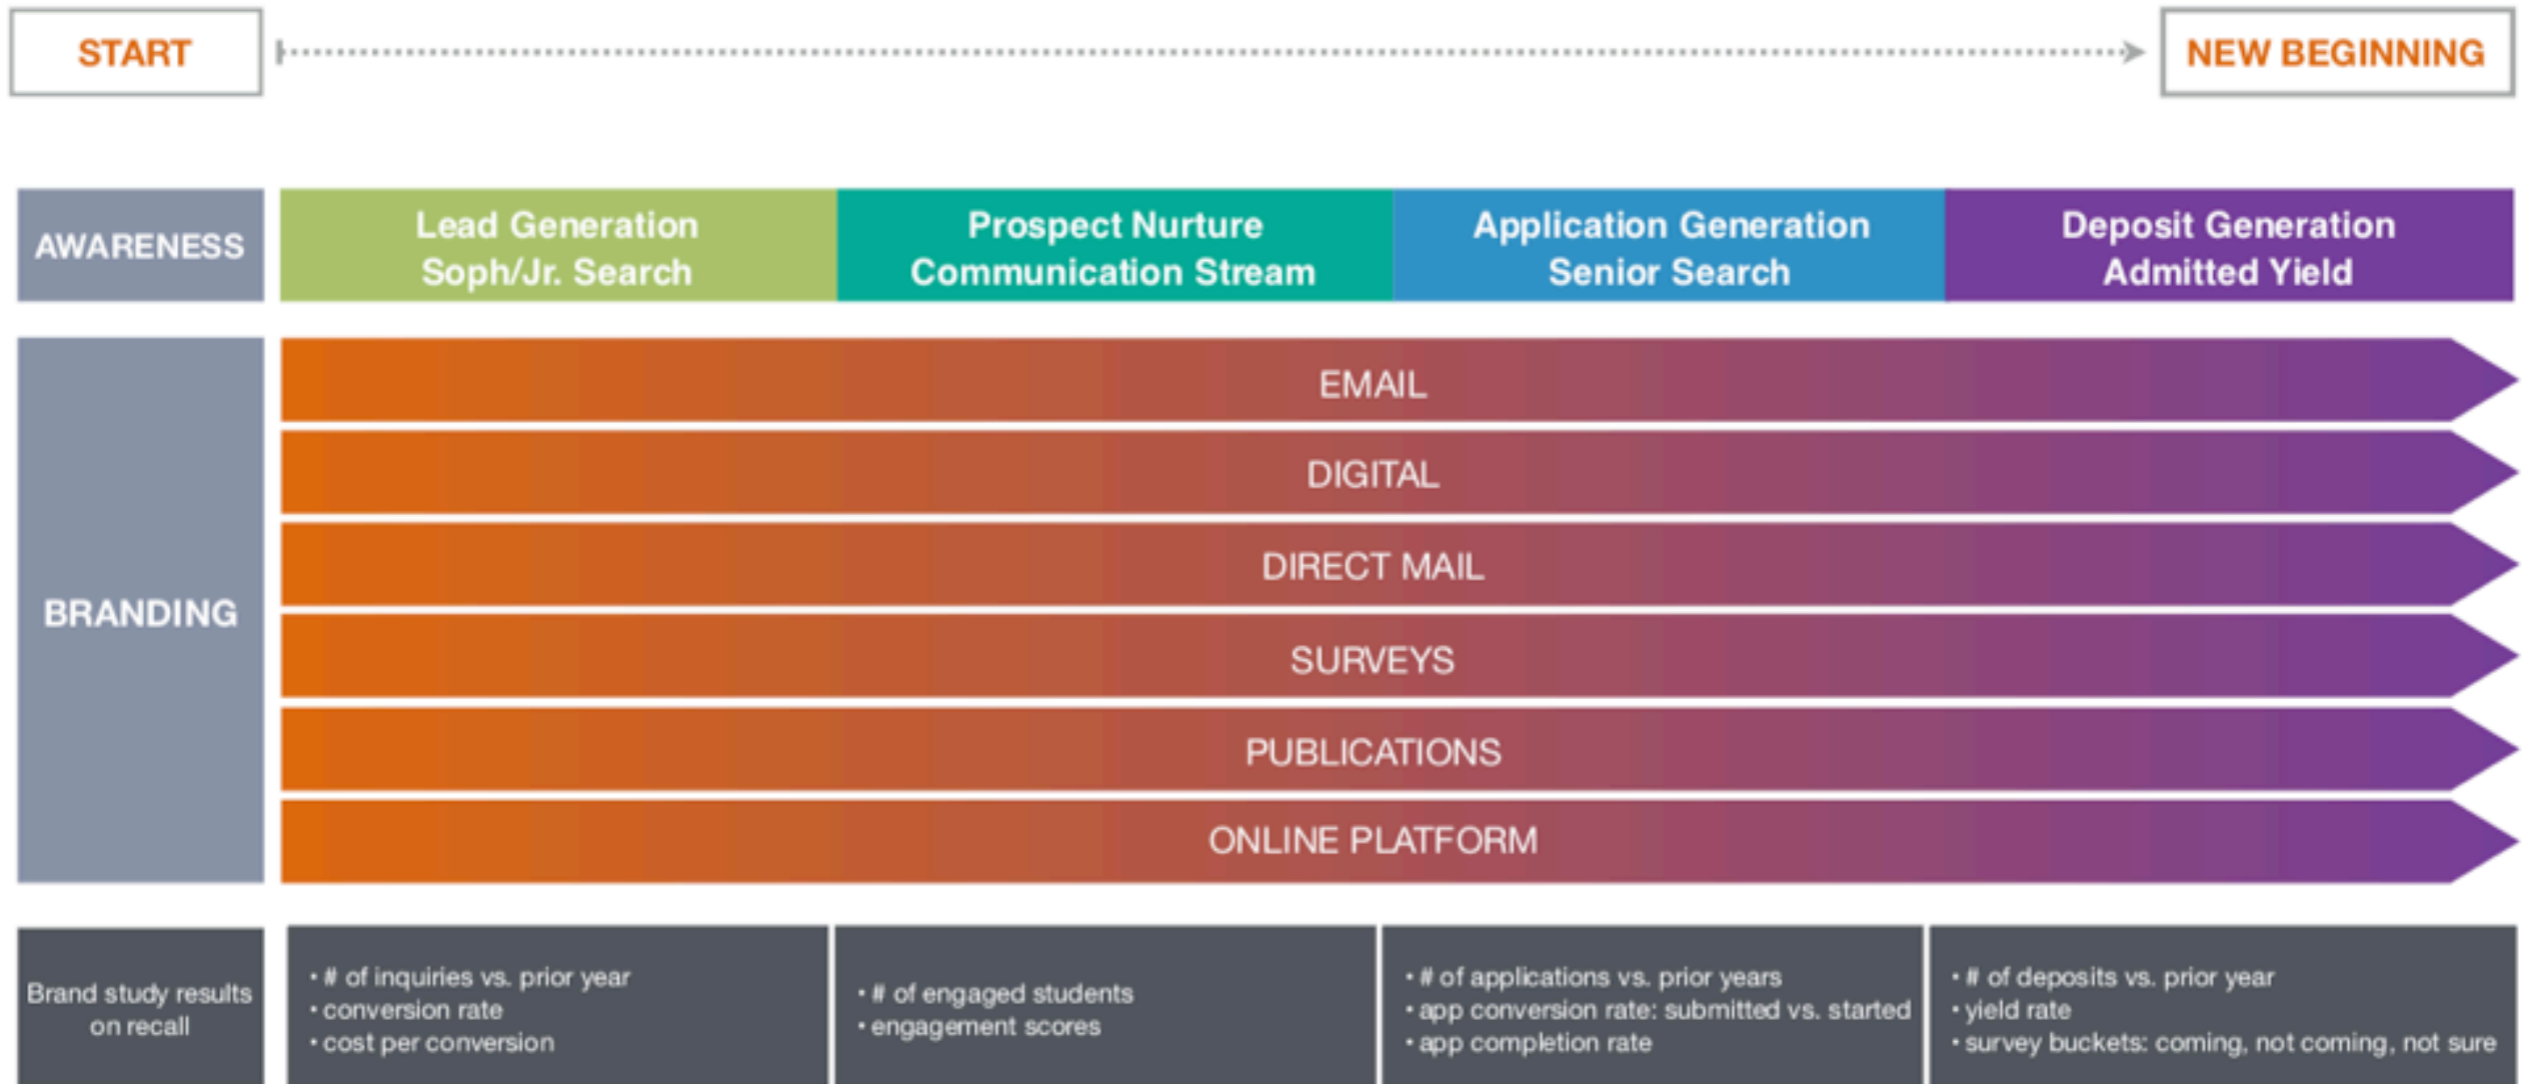 START
NEW BEGINNING
AWARENESS
Lead Generation
Soph/Jr. Search
Prospect Nurture
Communication Stream
Application Generation
Senior Search
Deposit Generation
Admitted Yield
BRANDING
EMAIL
DIGITAL
DIRECT MAIL
SURVEYS
PUBLICATIONS
ONLINE PLATFORM
Brand study results
on recall
• # of inquiries vs. prior year
• conversion rate
• cost per conversion
• # of engaged students
• engagement scores
• # of applications vs. prior years
• app conversion rate: submitted vs. started
• app completion rate
• # of deposits vs. prior year
• yield rate
• survey buckets: coming, not coming, not sure